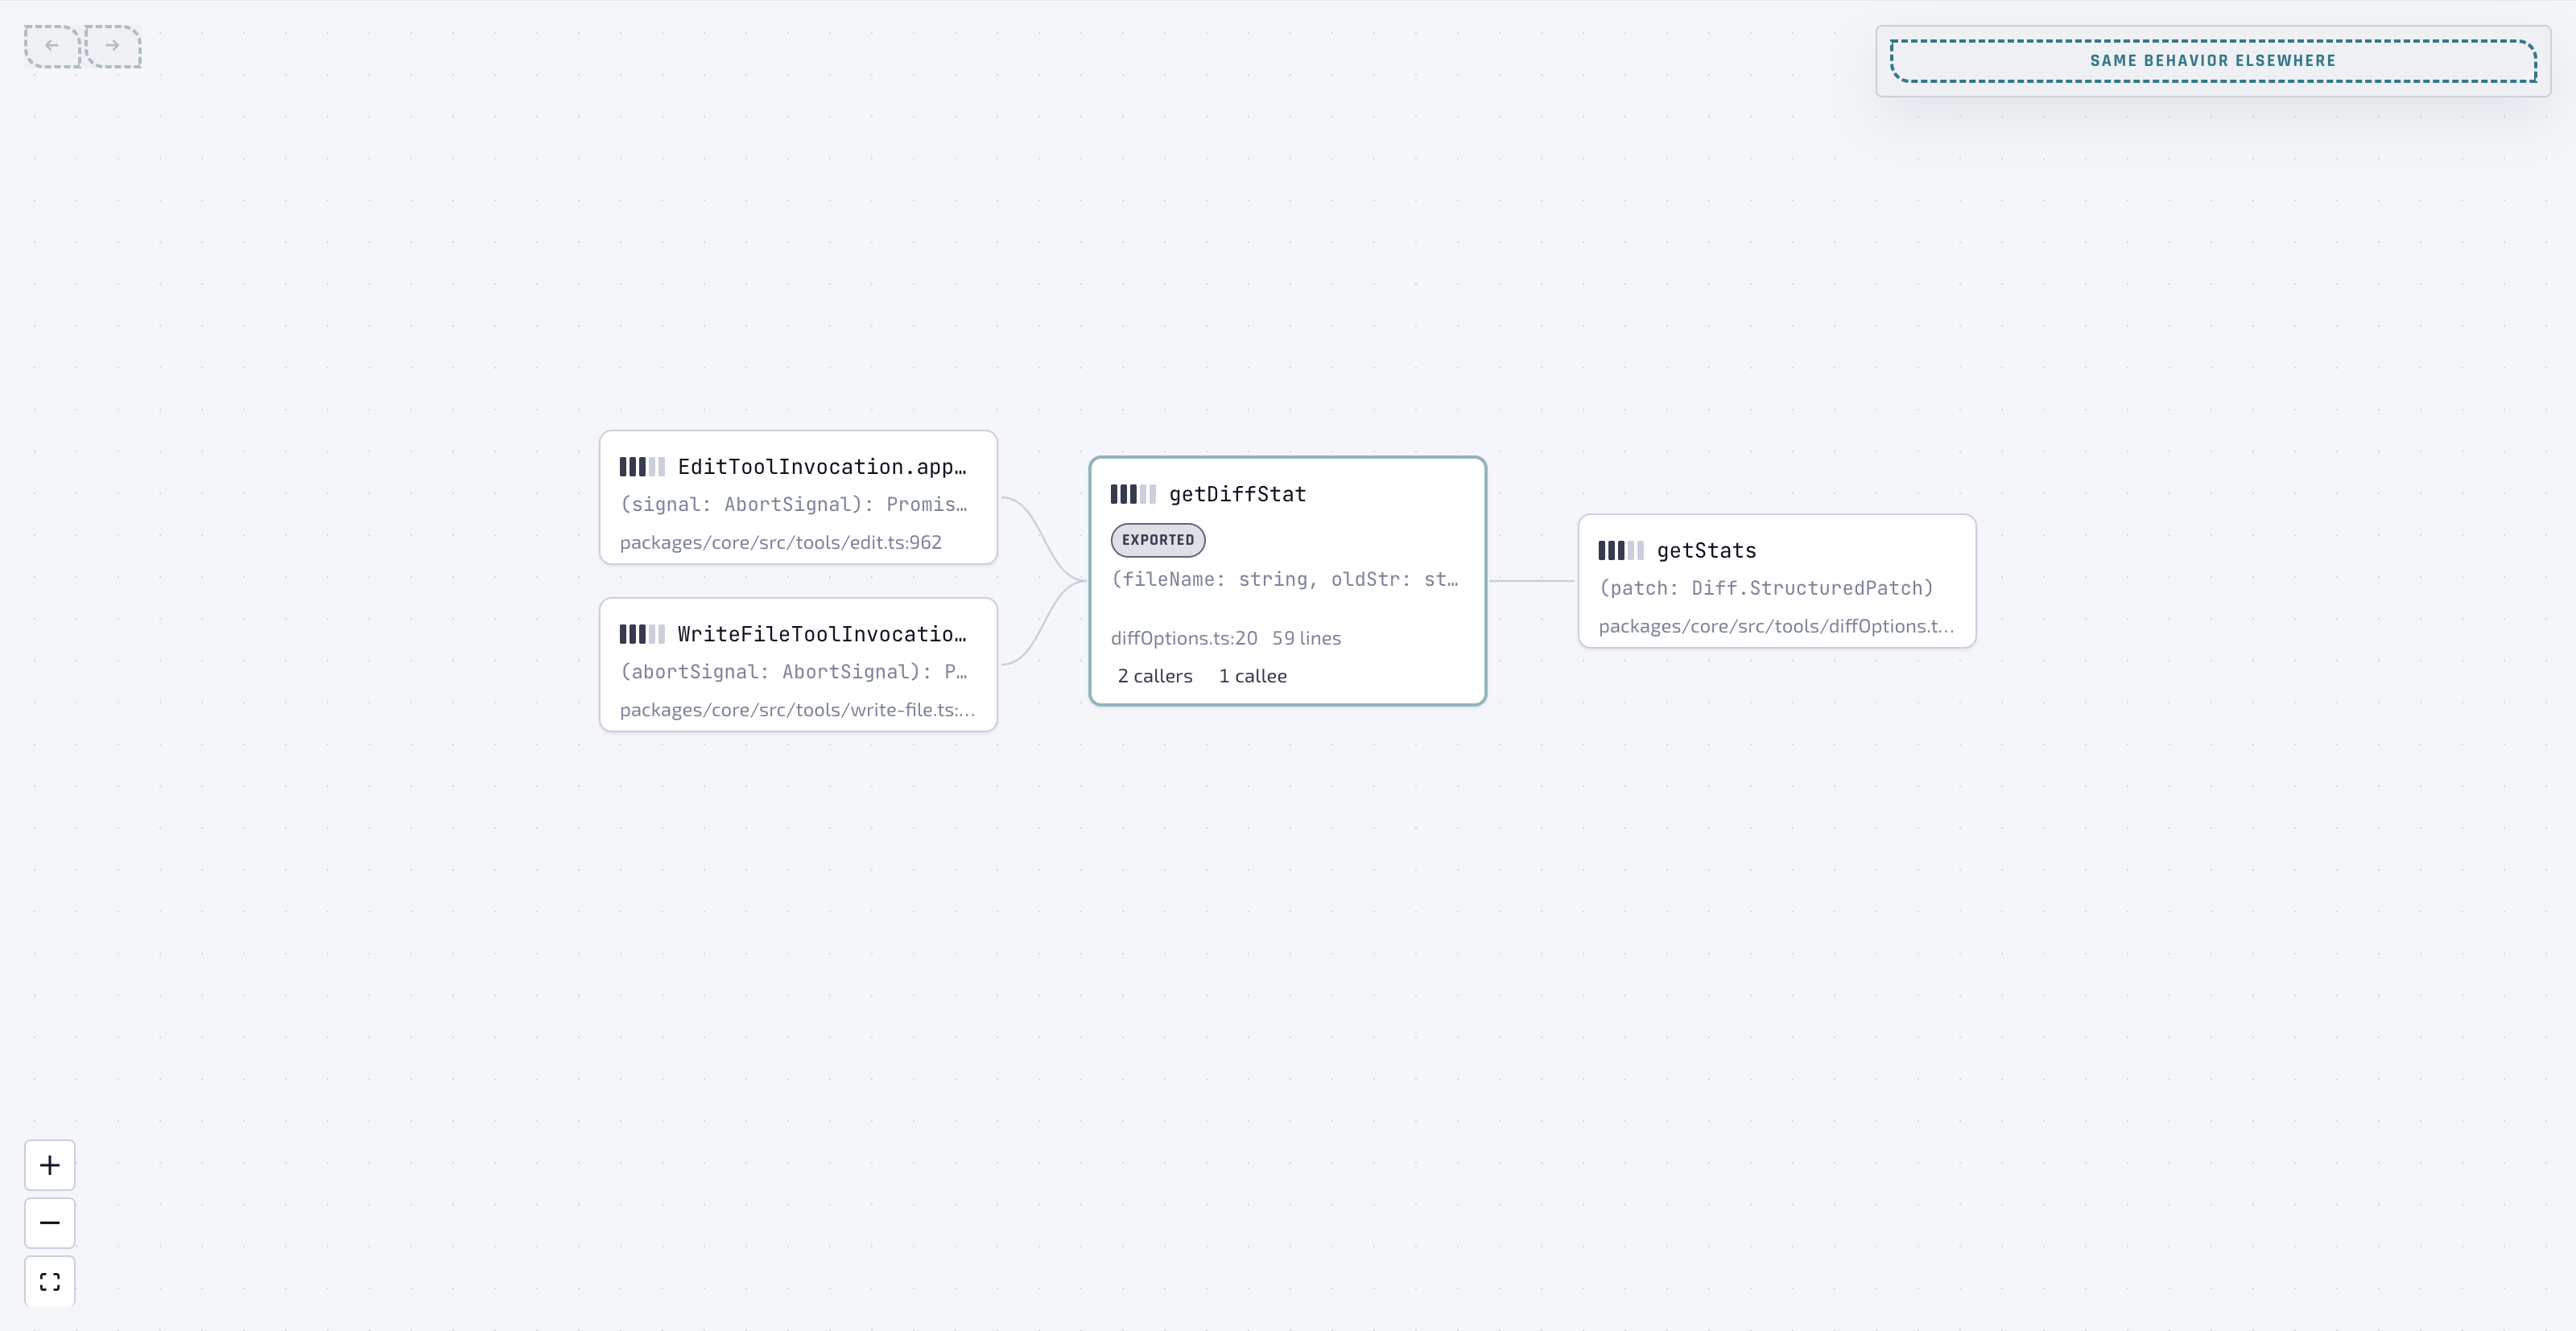 SAME BEHAVIOR ELSEWHERE
EditToolInvocation.app…
(signal: AbortSignal): Promis…
packages/core/src/tools/edit.ts:962
WriteFileToolInvocatio…
(abortSignal: AbortSignal): P…
packages/core/src/tools/write-file.ts:…
getDiffStat
EXPORTED
(fileName: string, oldStr: st…
diffOptions.ts:20 59 lines
2 callers 1 callee
getStats
(patch: Diff.StructuredPatch)
packages/core/src/tools/diffOptions.t…